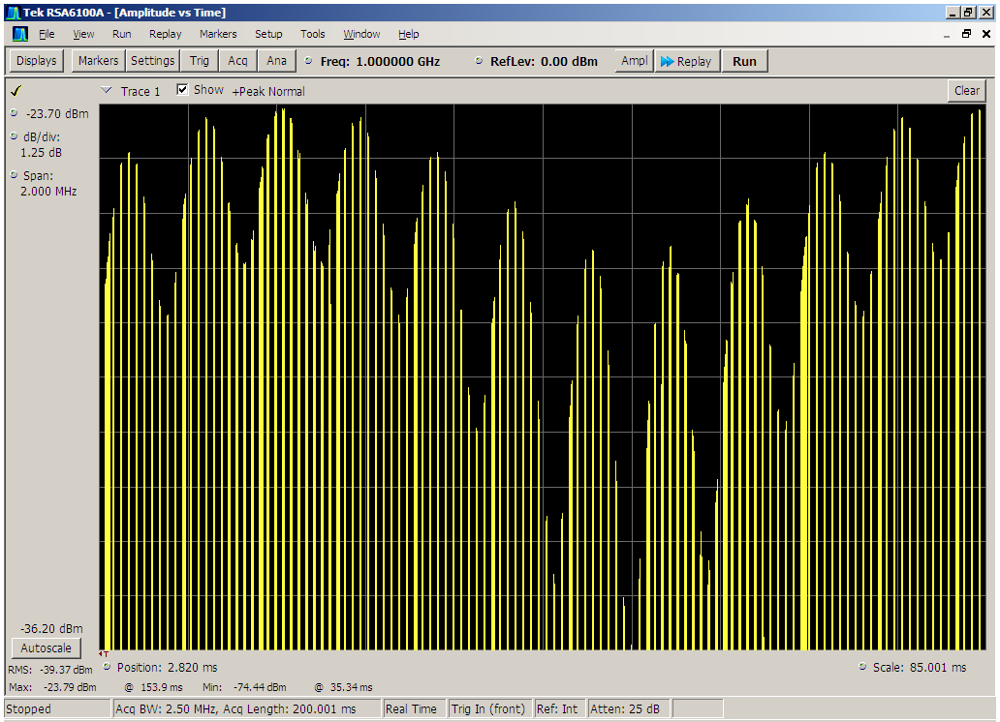 Tek RSA6100A - [Amplitude vs Time]
File View Run Replay Markers Setup Tools Window Help
Displays Markers Settings Trig Acq Ana Freq: 1.000000 GHz RefLev: 0.00 dBm Ampl Replay Run
Trace 1 Show +Peak Normal Clear
-23.70 dBm
dB/div:
1.25 dB
Span:
2.000 MHz
-36.20 dBm
Autoscale
T
Position: 2.820 ms Scale: 85.001 ms
RMS: -39.37 dBm
Max: -23.79 dBm @ 153.9 ms Min: -74.44 dBm @ 35.34 ms
Stopped Acq BW: 2.50 MHz, Acq Length: 200.001 ms Real Time Trig In (front) Ref: Int Atten: 25 dB